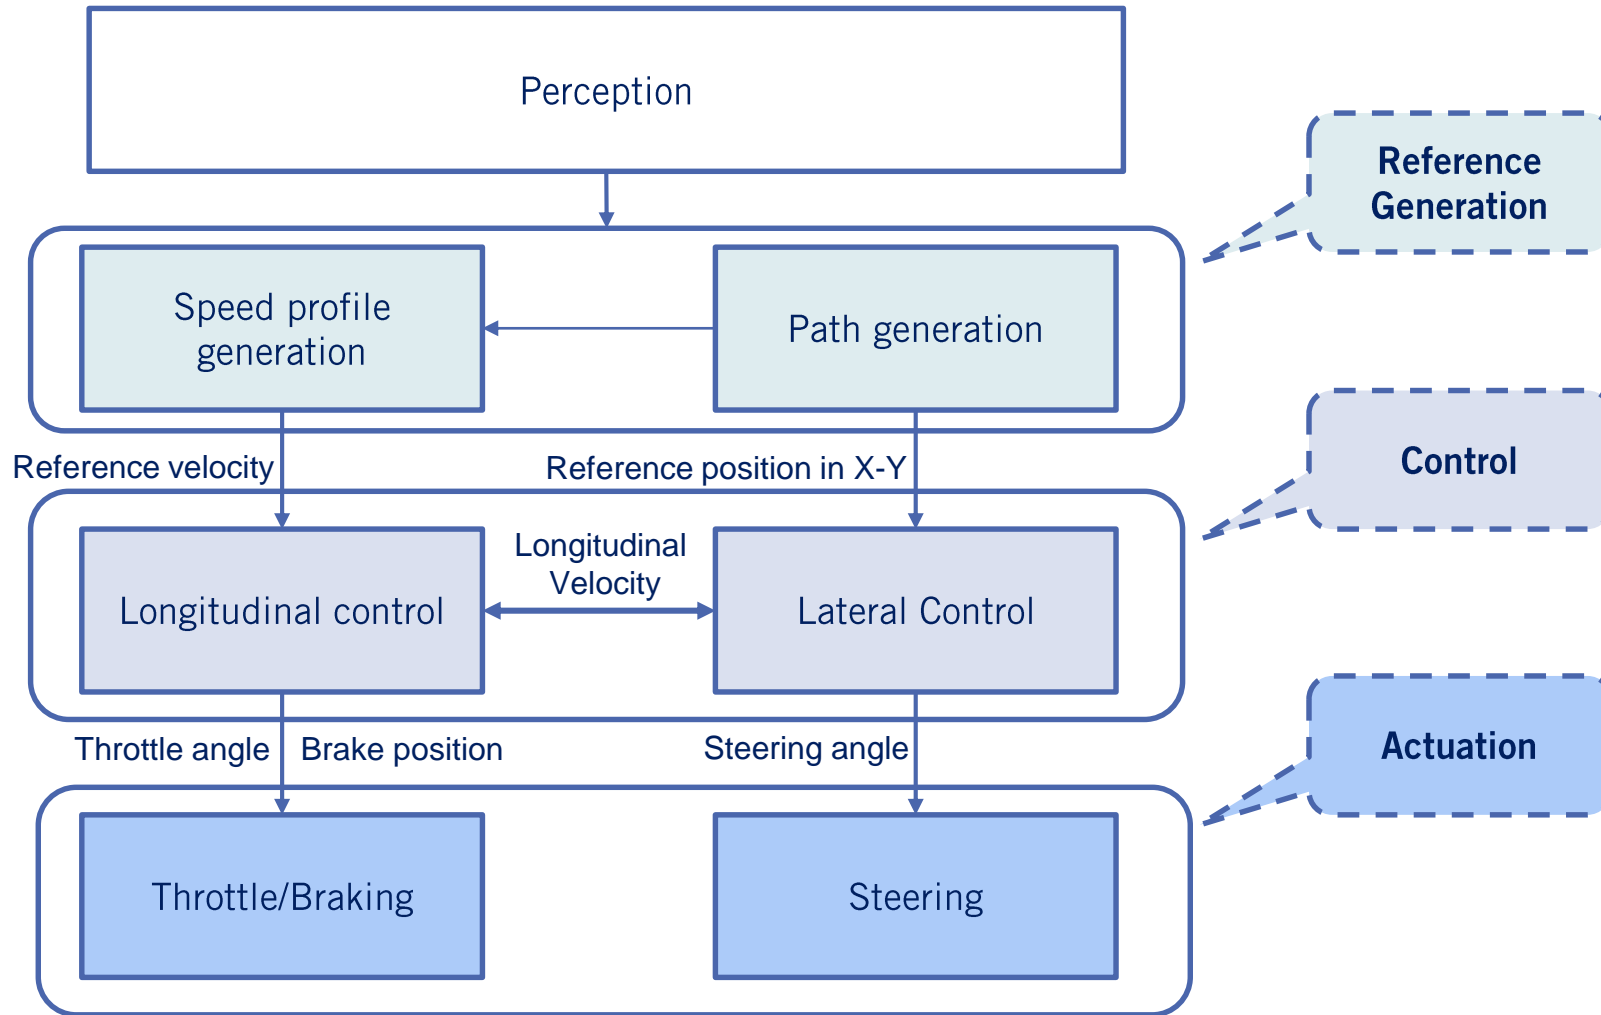 Perception
Reference
Generation
Speed profile
generation
Path generation
Reference velocity
Reference position in X-Y
Control
Longitudinal
Velocity
Longitudinal control
Lateral Control
Throttle angle
Brake position
Steering angle
Actuation
Throttle/Braking
Steering